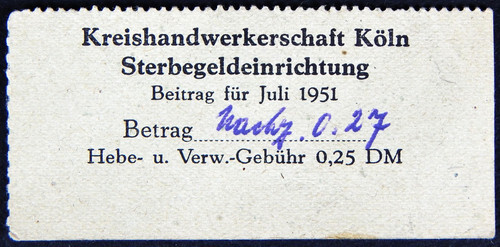 Kreishandwerkerschaft Köln
Sterbegeldeinrichtung
Beitrag für Juli 1951
Betrag Nachz. 0.27
Hebe- u. Verw.-Gebühr 0,25 DM